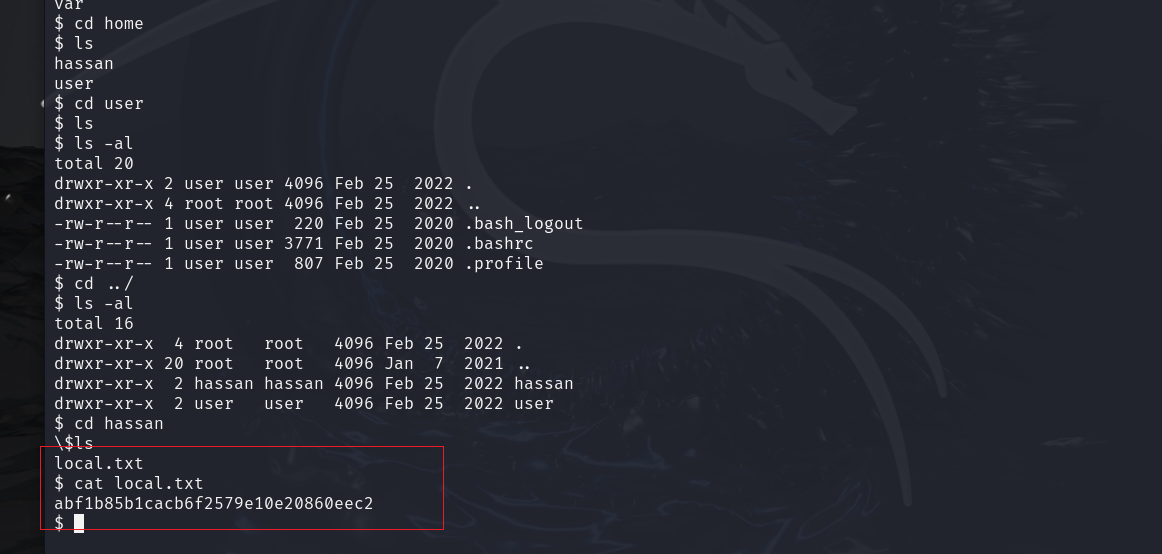 var
$ cd home
$ ls
hassan
user
$ cd user
$ ls
$ ls -al
total 20
drwxr-xr-x 2 user user 4096 Feb 25  2022 .
drwxr-xr-x 4 root root 4096 Feb 25  2022 ..
-rw-r--r-- 1 user user  220 Feb 25  2020 .bash_logout
-rw-r--r-- 1 user user 3771 Feb 25  2020 .bashrc
-rw-r--r-- 1 user user  807 Feb 25  2020 .profile
$ cd ../
$ ls -al
total 16
drwxr-xr-x  4 root   root   4096 Feb 25  2022 .
drwxr-xr-x 20 root   root   4096 Jan  7  2021 ..
drwxr-xr-x  2 hassan hassan 4096 Feb 25  2022 hassan
drwxr-xr-x  2 user   user   4096 Feb 25  2022 user
$ cd hassan
\$ls
local.txt
$ cat local.txt
abf1b85b1cacb6f2579e10e20860eec2
$